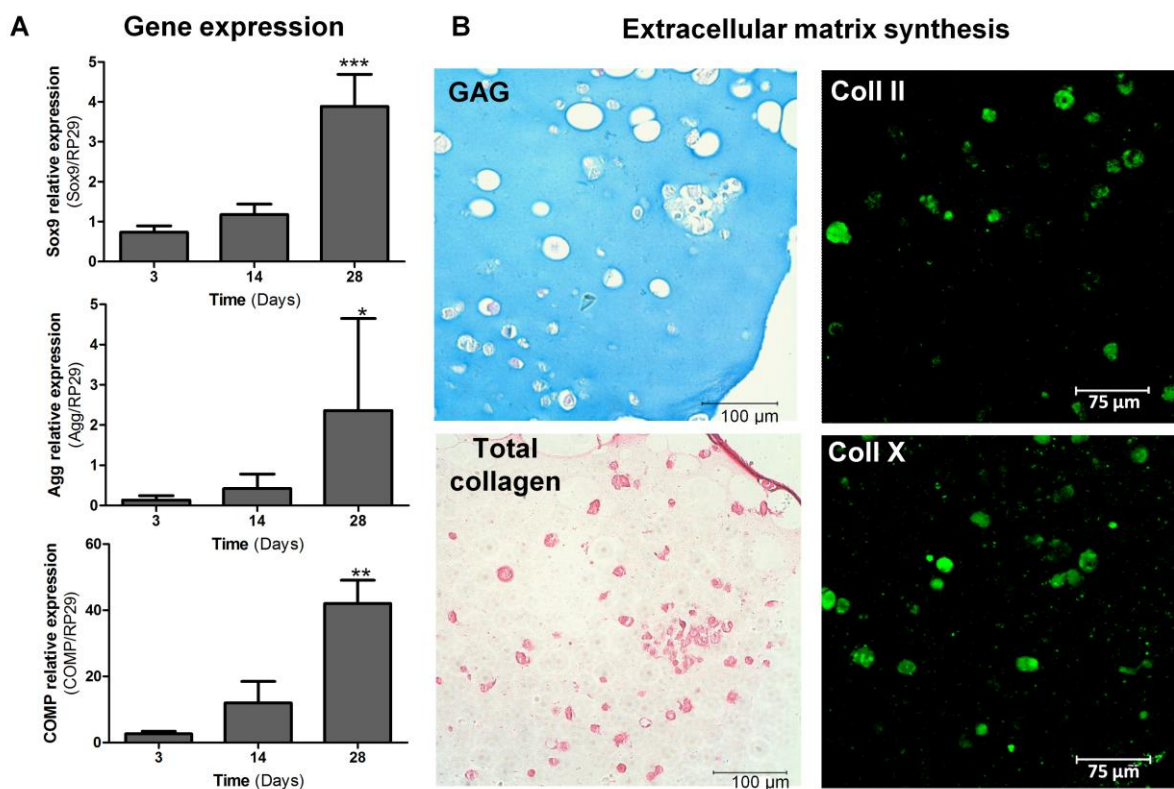 A
Gene expression
Sox9 relative expression
(Sox9/RP29)
5
4
3
2
1
0
***
3 14 28
Time (Days)
Agg relative expression
(Agg/RP29)
5
4
3
2
1
0
*
3 14 28
Time (Days)
COMP relative expression
(COMP/RP29)
60
40
20
0
**
3 14 28
Time (Days)
B
Extracellular matrix synthesis
GAG
100 µm
Coll II
75 µm
Total
collagen
100 µm
Coll X
75 µm